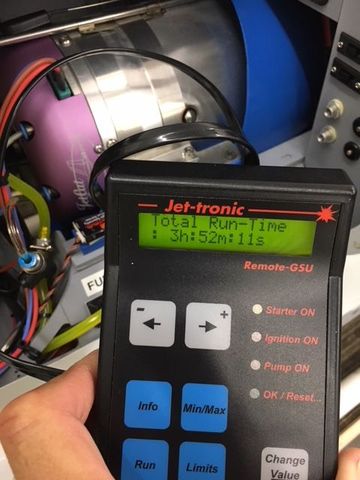 Jet-tronic
Total Run-Time
: 3h:52m:11s
Remote-GSU
- +
Starter ON
Ignition ON
Pump ON
OK / Reset...
Info Min/Max
Run Limits
Change
Value
FU